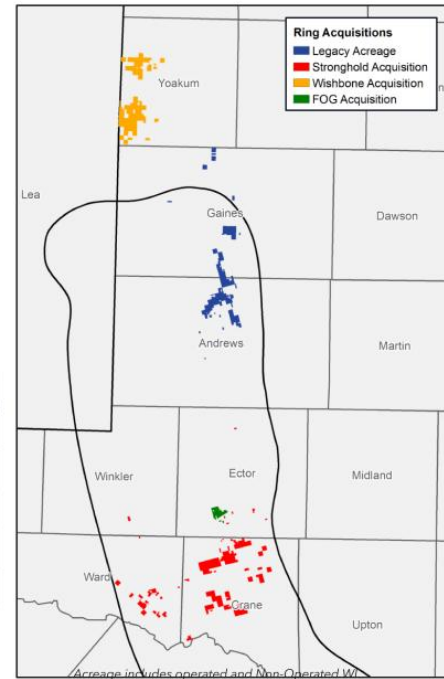 Ring Acquisitions
Legacy Acreage
Stronghold Acquisition
Wishbone Acquisition
FOG Acquisition
Yoakum
Lea
Gaines
Dawson
Andrews
Martin
Winkler
Ector
Midland
Ward
Crane
Upton
Acreage includes operated and Non-Operated WI